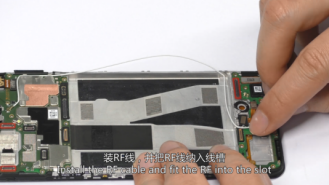 装RF线，并把RF线纳入线槽
Install the RF cable and fit the RF into the slot